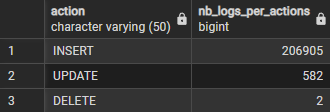 action nb_logs_per_actions
character varying (50) bigint
1 INSERT 206905
2 UPDATE 582
3 DELETE 2